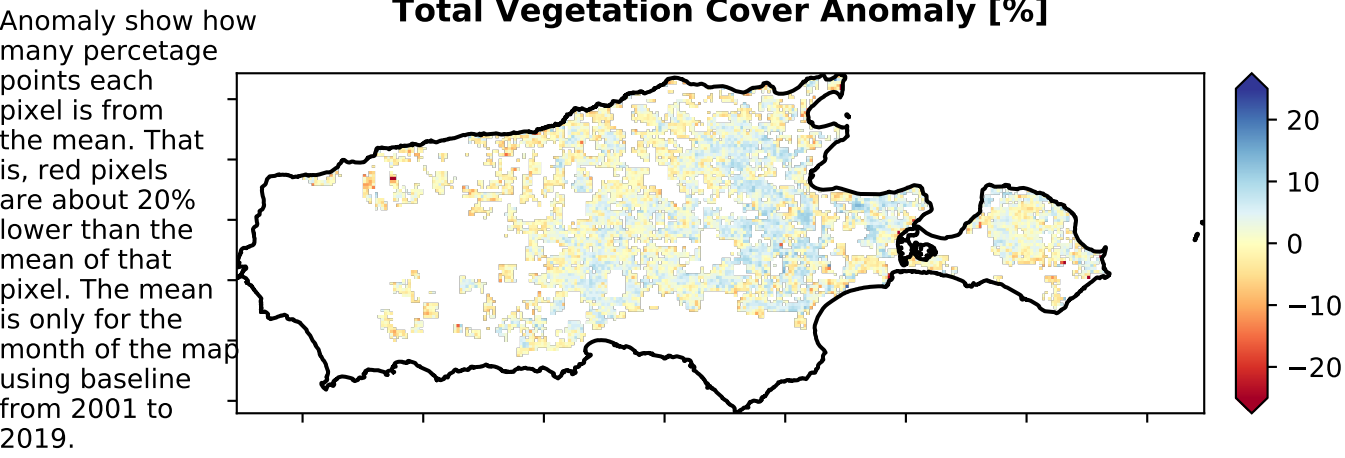 Total Vegetation Cover Anomaly [%]
Anomaly show how
many percetage
points each
pixel is from
the mean. That
is, red pixels
are about 20%
lower than the
mean of that
pixel. The mean
is only for the
month of the map
using baseline
from 2001 to
2019.
20
10
0
−10
−20